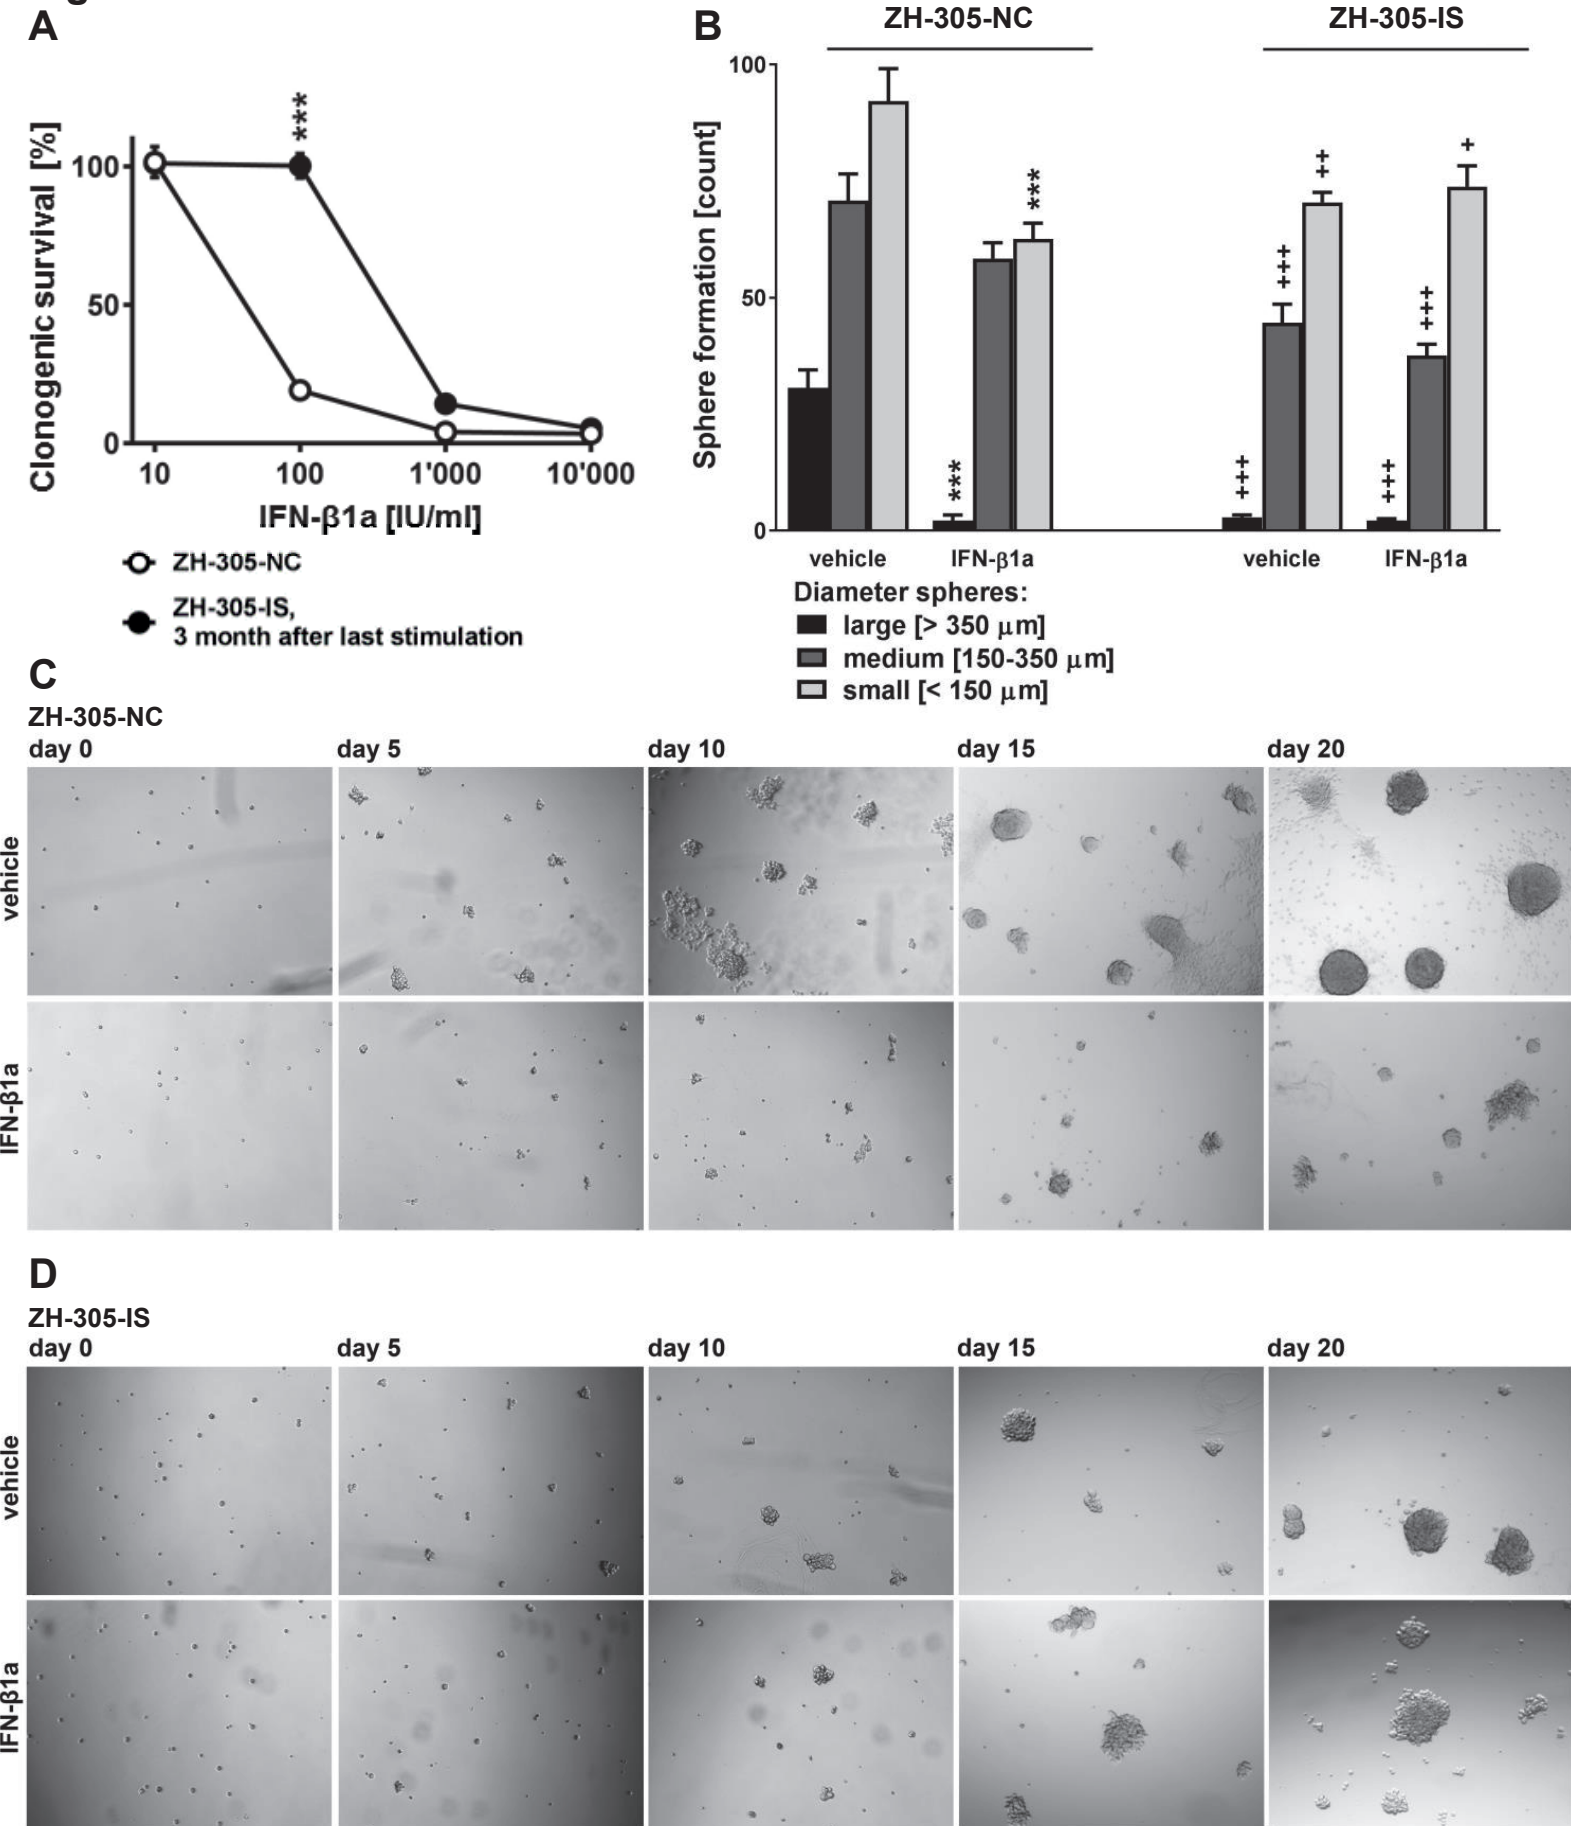 A
Clonogenic survival [%]
100
50
0
***
10 100 1'000 10'000
IFN-β1a [IU/ml]
ZH-305-NC
ZH-305-IS,
3 month after last stimulation
B
ZH-305-NC ZH-305-IS
Sphere formation [count]
100
50
0
*** *** +++ +++ ++ +++ +++ +
vehicle IFN-β1a vehicle IFN-β1a
Diameter spheres:
large [> 350 µm]
medium [150-350 µm]
small [< 150 µm]
C
ZH-305-NC
day 0 day 5 day 10 day 15 day 20
vehicle
IFN-β1a
D
ZH-305-IS
day 0 day 5 day 10 day 15 day 20
vehicle
IFN-β1a